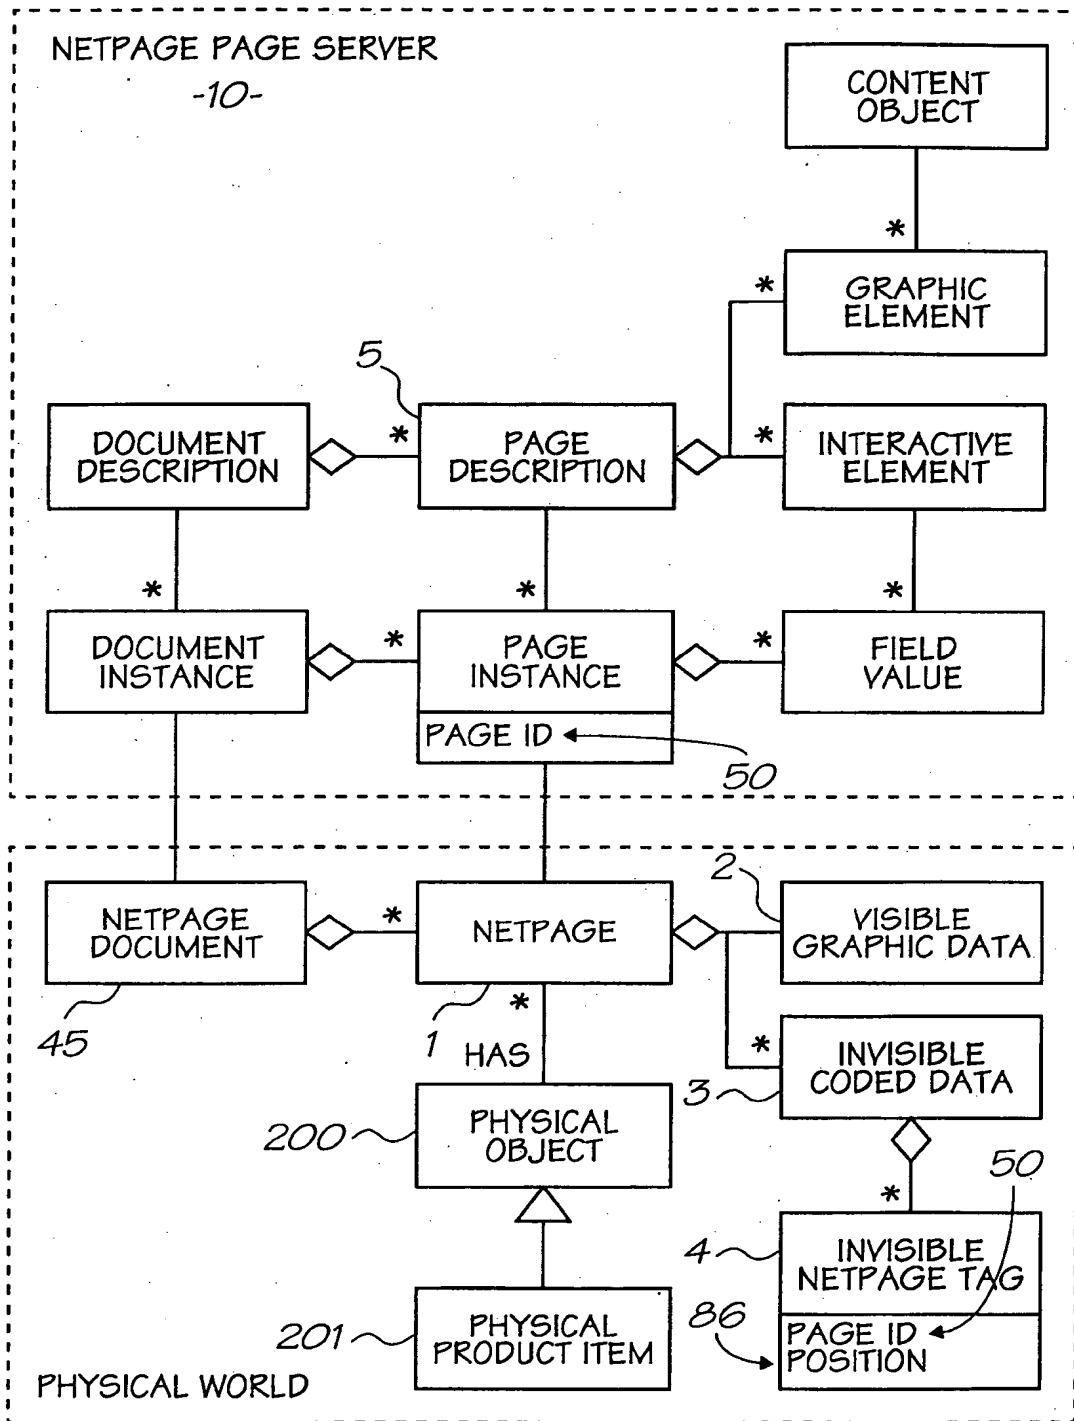 NETPAGE PAGE SERVER
-10-
CONTENT
OBJECT
*
GRAPHIC
ELEMENT
*
5
DOCUMENT
DESCRIPTION
*
PAGE
DESCRIPTION
*
INTERACTIVE
ELEMENT
*
*
*
DOCUMENT
INSTANCE
*
PAGE
INSTANCE
*
FIELD
VALUE
PAGE ID
50
NETPAGE
DOCUMENT
*
NETPAGE
2
VISIBLE
GRAPHIC DATA
45
1
*
HAS
*
INVISIBLE
CODED DATA
3
200
PHYSICAL
OBJECT
50
*
4
INVISIBLE
NETPAGE TAG
201
PHYSICAL
PRODUCT ITEM
86
PAGE ID
POSITION
PHYSICAL WORLD